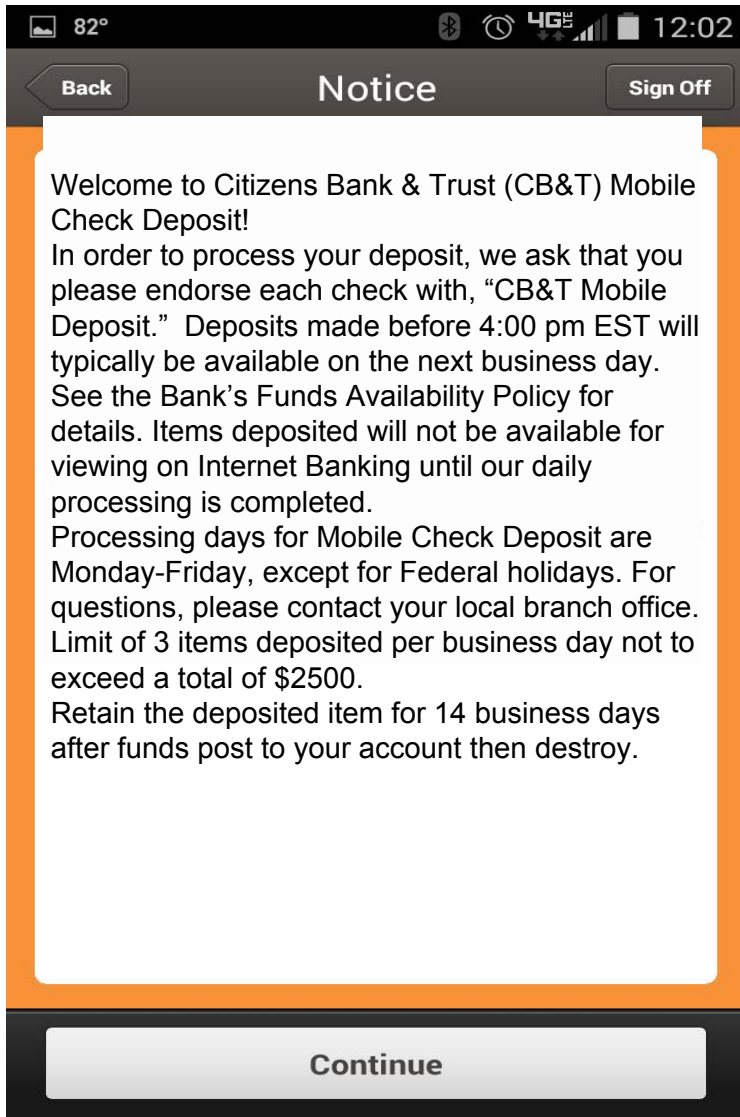 82° 4G LTE 12:02
Back Notice Sign Off
Welcome to Citizens Bank & Trust (CB&T) Mobile
Check Deposit!
In order to process your deposit, we ask that you
please endorse each check with, “CB&T Mobile
Deposit.”  Deposits made before 4:00 pm EST will
typically be available on the next business day.
See the Bank’s Funds Availability Policy for
details. Items deposited will not be available for
viewing on Internet Banking until our daily
processing is completed.
Processing days for Mobile Check Deposit are
Monday-Friday, except for Federal holidays. For
questions, please contact your local branch office.
Limit of 3 items deposited per business day not to
exceed a total of $2500.
Retain the deposited item for 14 business days
after funds post to your account then destroy.
Continue